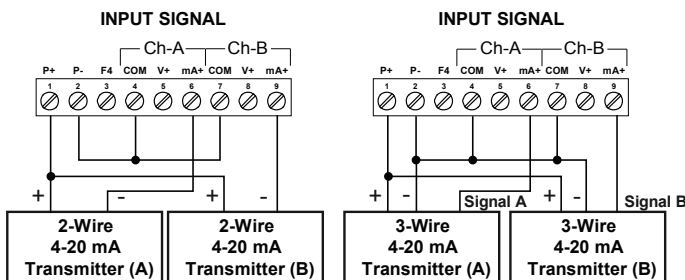 INPUT SIGNAL
Ch-A Ch-B
P+ P- F4 COM V+ mA+ COM V+ mA+
1 2 3 4 5 6 7 8 9
+ - + -
2-Wire
4-20 mA
Transmitter (A)
2-Wire
4-20 mA
Transmitter (B)
INPUT SIGNAL
Ch-A Ch-B
P+ P- F4 COM V+ mA+ COM V+ mA+
1 2 3 4 5 6 7 8 9
+ - Signal A + - Signal B
3-Wire
4-20 mA
Transmitter (A)
3-Wire
4-20 mA
Transmitter (B)